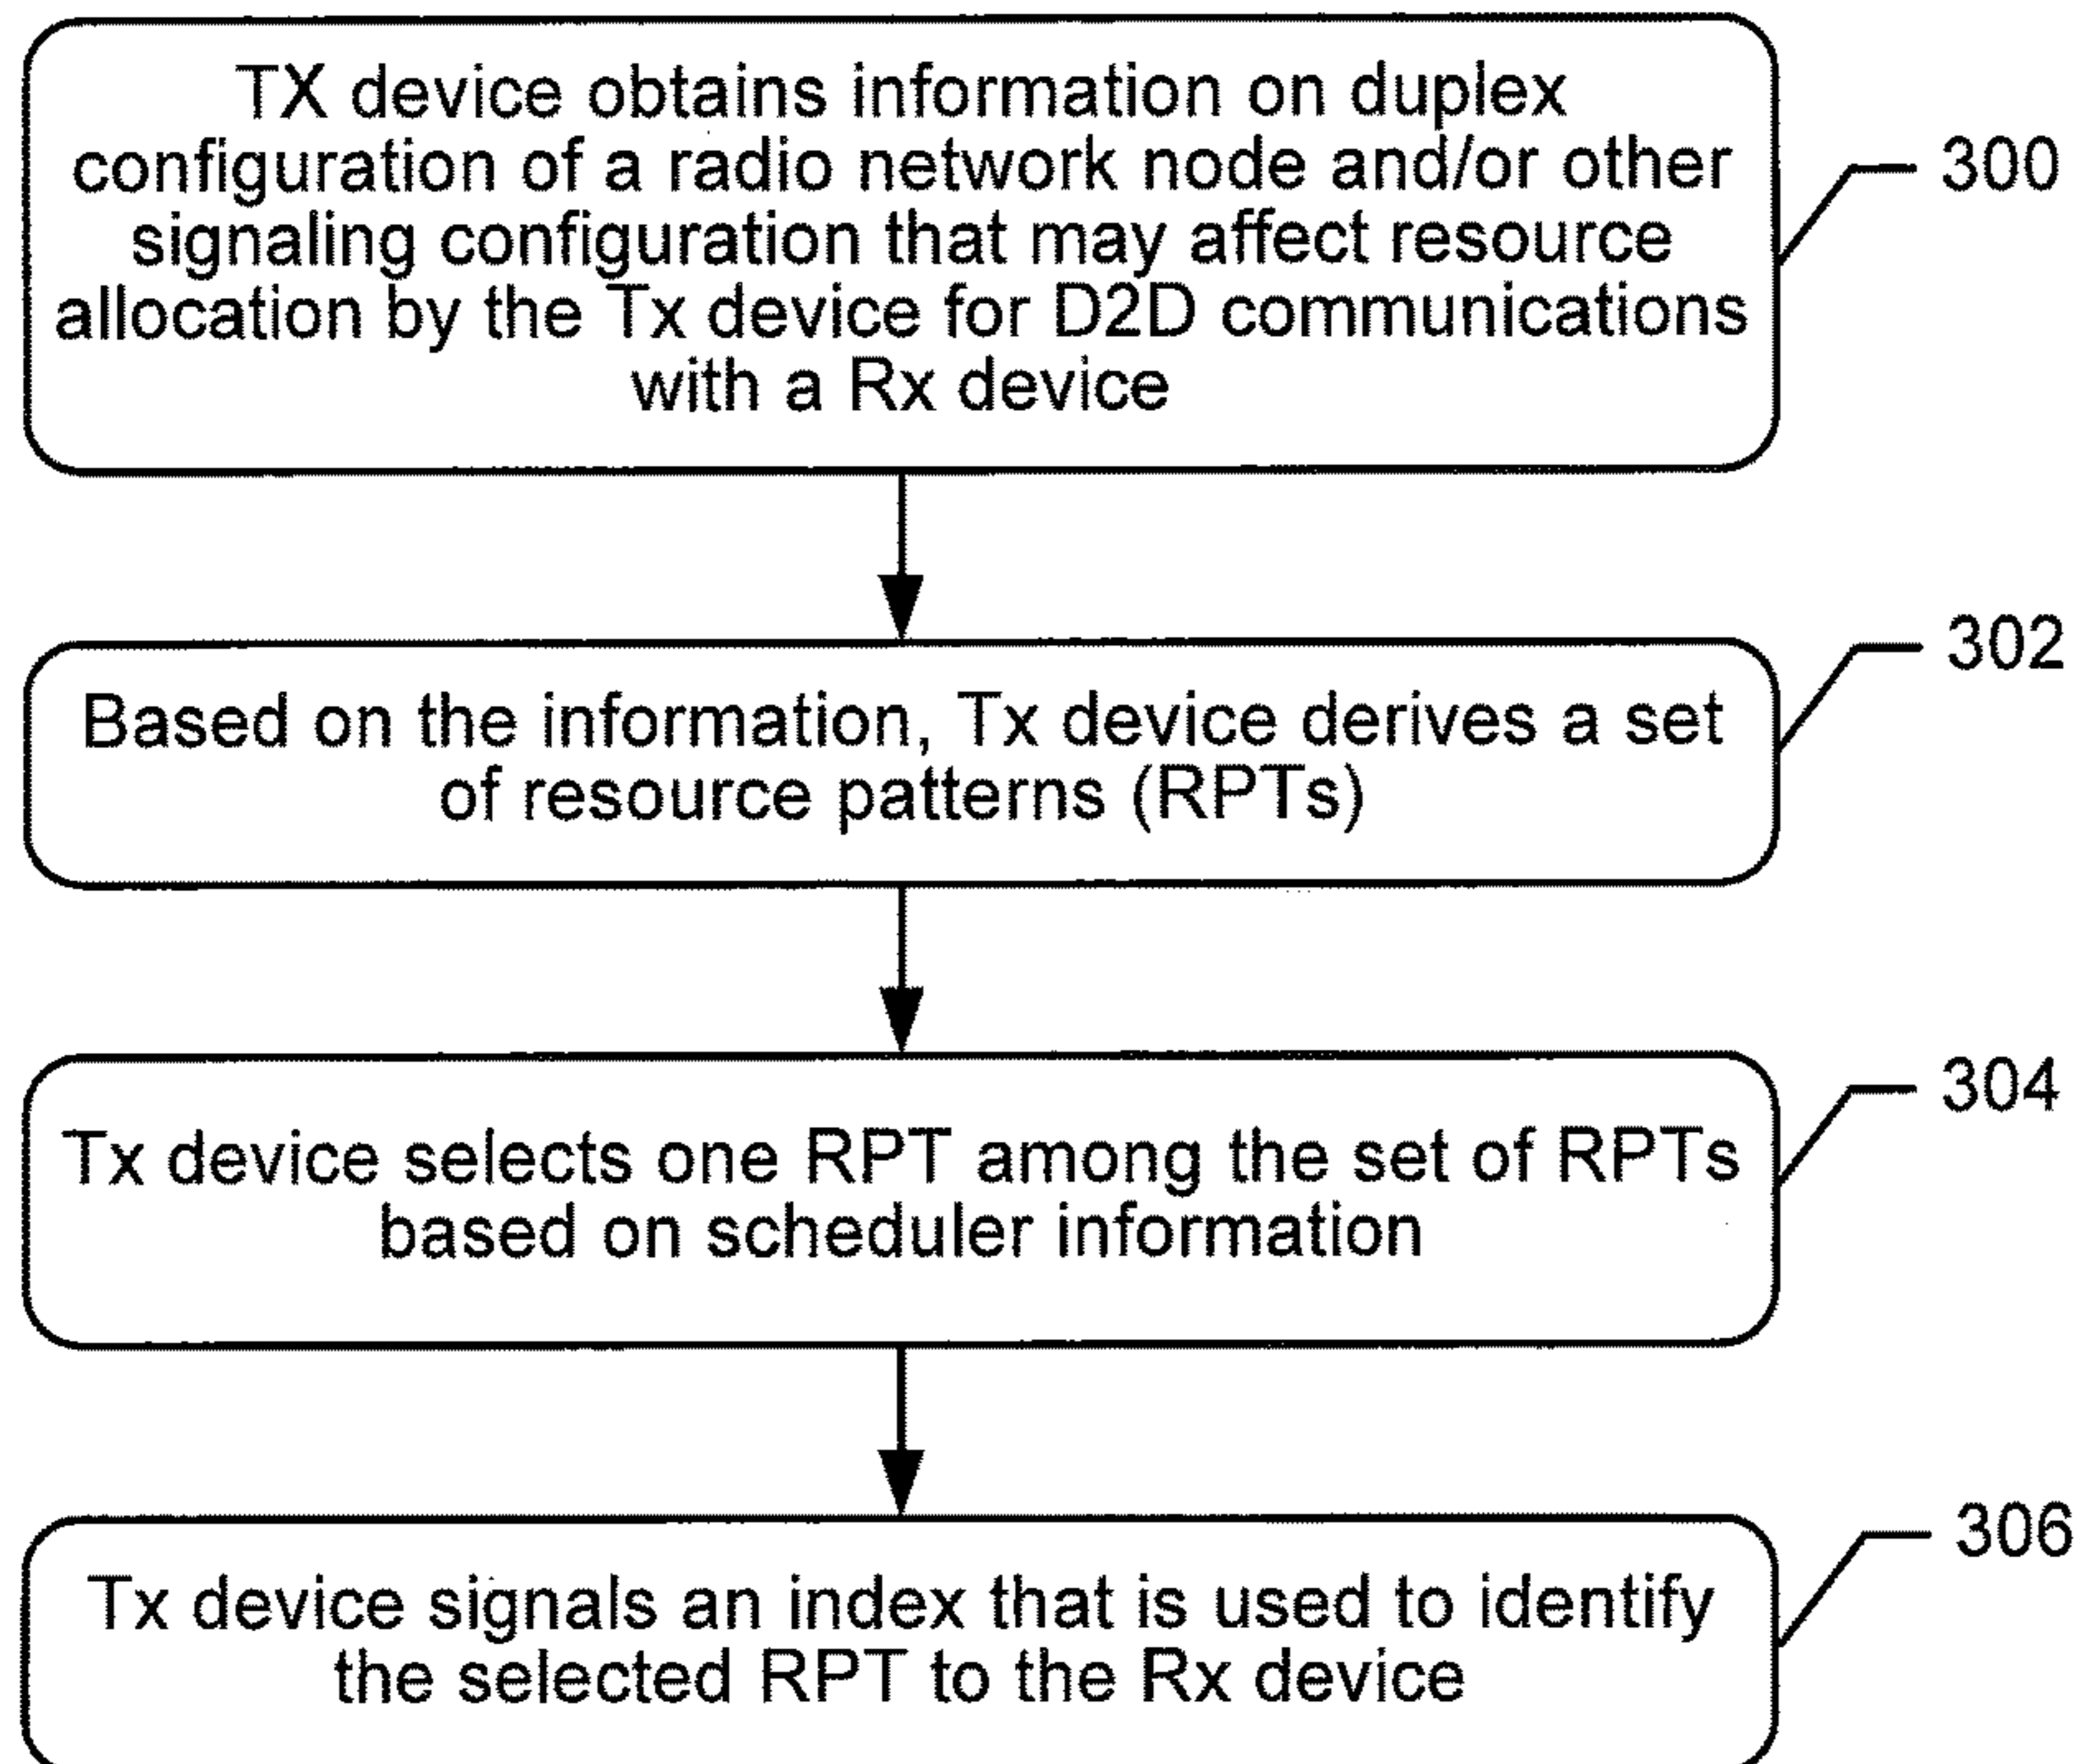 TX device obtains information on duplex
configuration of a radio network node and/or other
signaling configuration that may affect resource
allocation by the Tx device for D2D communications
with a Rx device
300
Based on the information, Tx device derives a set
of resource patterns (RPTs)
302
Tx device selects one RPT among the set of RPTs
based on scheduler information
304
Tx device signals an index that is used to identify
the selected RPT to the Rx device
306